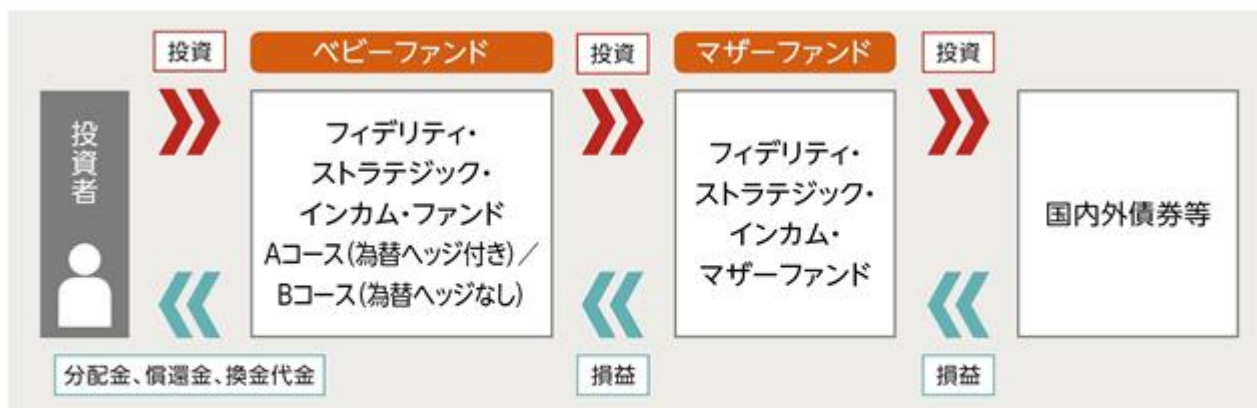 投資
ベビーファンド
投資
マザーファンド
投資
投資者
フィデリティ・
ストラテジック・
インカム・ファンド
Aコース(為替ヘッジ付き)／
Bコース(為替ヘッジなし)
フィデリティ・
ストラテジック・
インカム・
マザーファンド
国内外債券等
分配金、償還金、換金代金
損益
損益